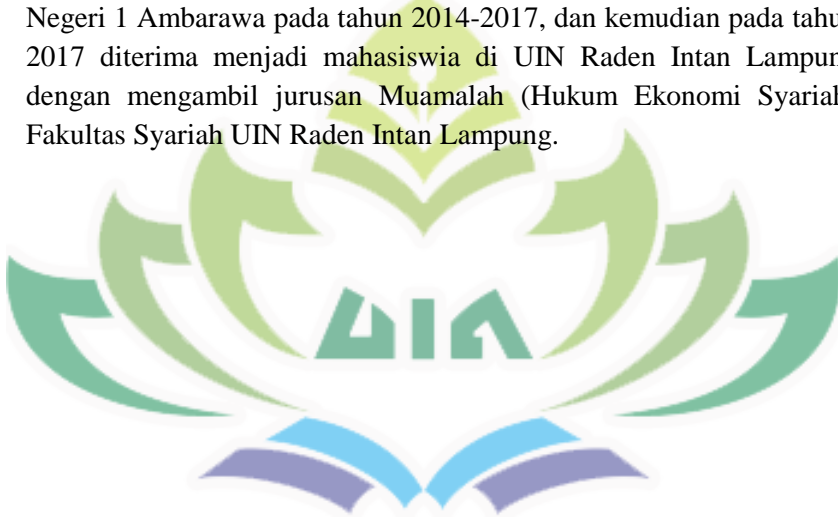 Negeri 1 Ambarawa pada tahun 2014-2017, dan kemudian pada tahu
2017 diterima menjadi mahasiswia di UIN Raden Intan Lampun
dengan mengambil jurusan Muamalah (Hukum Ekonomi Syariah
Fakultas Syariah UIN Raden Intan Lampung.
UIN